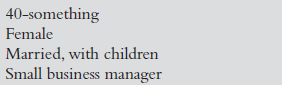 40-something
Female
Married, with children
Small business manager